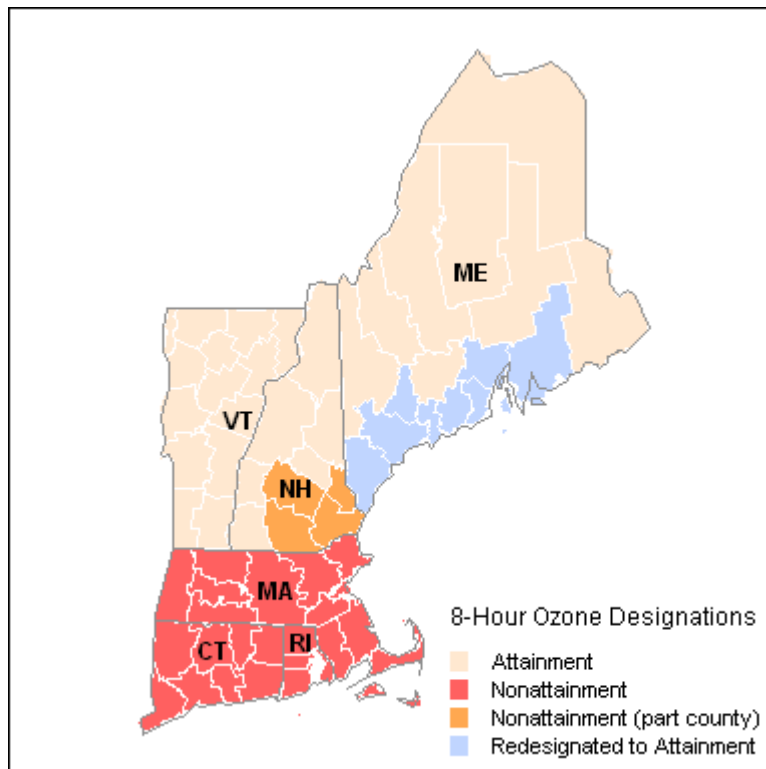 ME
VT
NH
MA
CT
RI
8-Hour Ozone Designations
Attainment
Nonattainment
Nonattainment (part county)
Redesignated to Attainment